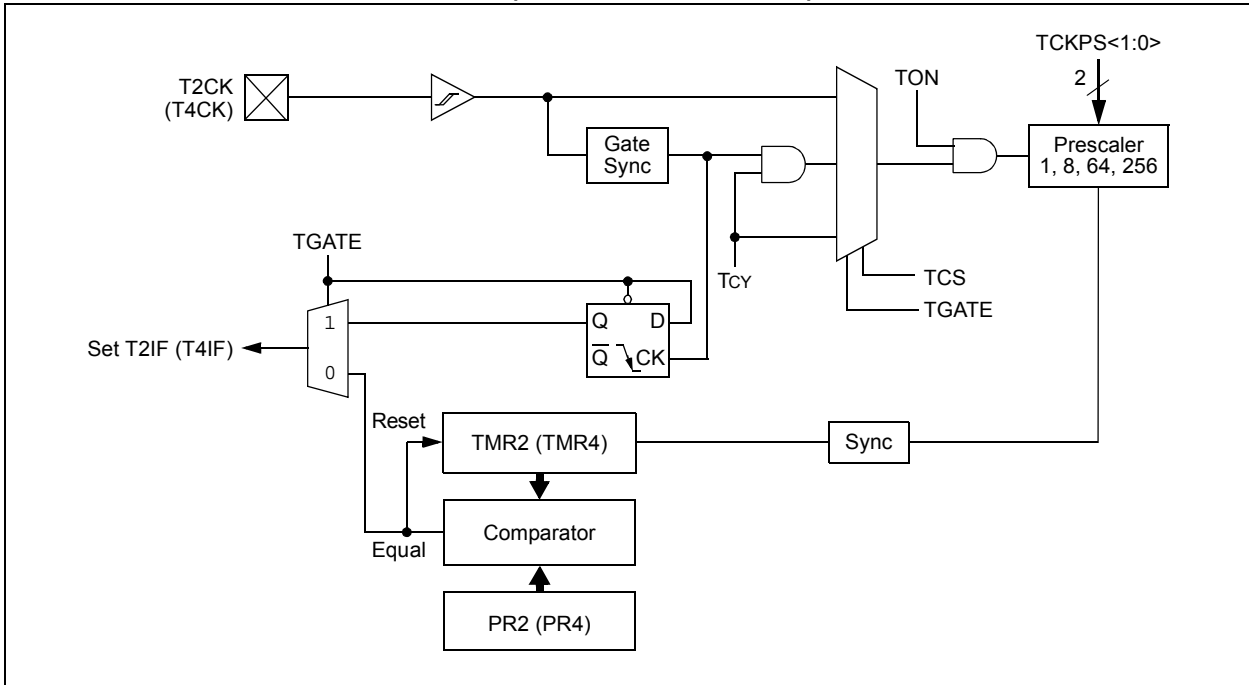 TCKPS<1:0>
2
T2CK
(T4CK)
TON
Gate
Sync
Prescaler
1, 8, 64, 256
TGATE
TCY
TCS
TGATE
1
Q
D
Set T2IF (T4IF)
0
Q
CK
Reset
TMR2 (TMR4)
Sync
Equal
Comparator
PR2 (PR4)